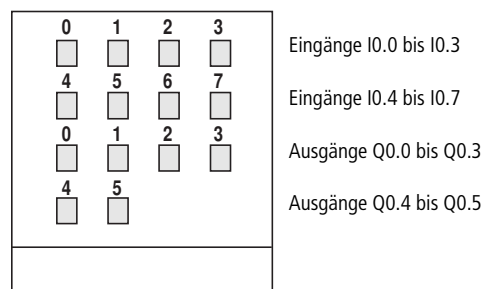 0 1 2 3
Eingänge I0.0 bis I0.3
4 5 6 7
Eingänge I0.4 bis I0.7
0 1 2 3
Ausgänge Q0.0 bis Q0.3
4 5
Ausgänge Q0.4 bis Q0.5